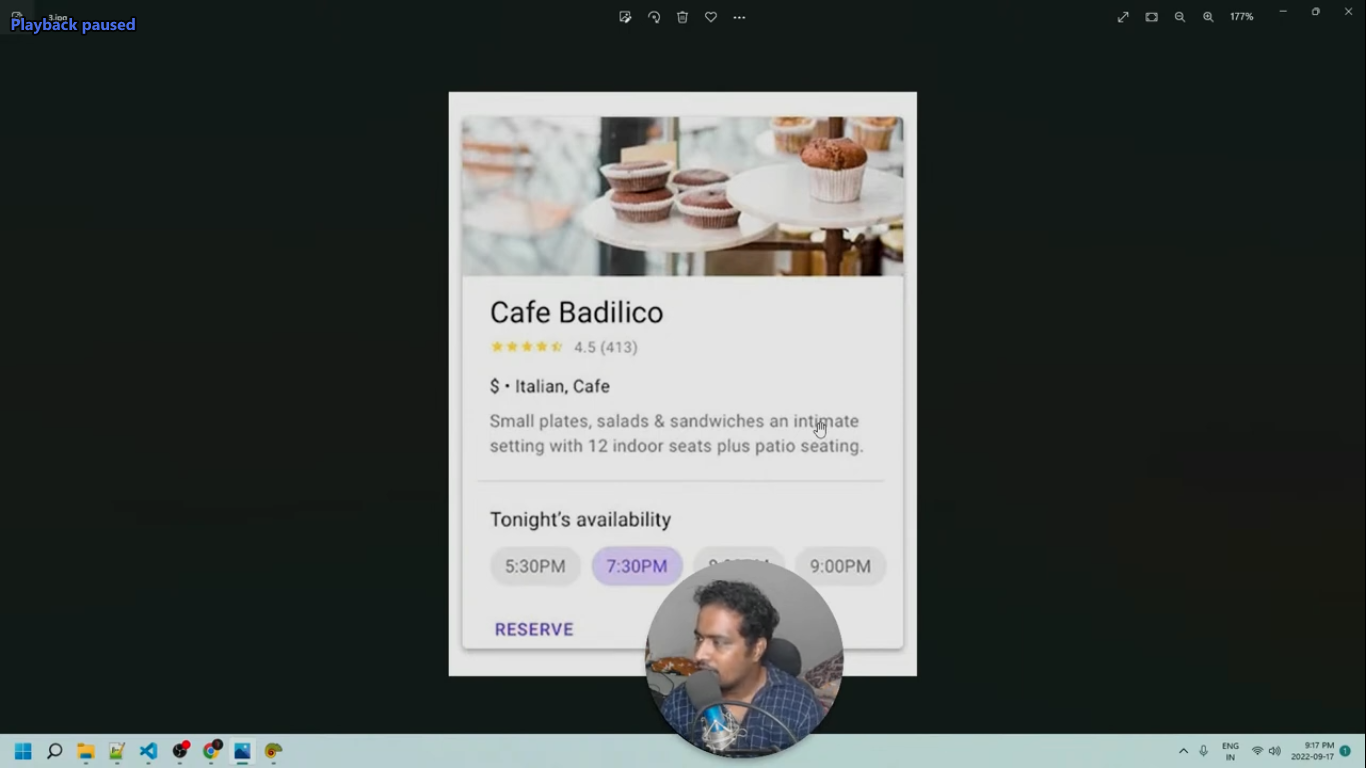 Playback paused
177%
Cafe Badilico
4.5 (413)
$ • Italian, Cafe
Small plates, salads & sandwiches an intimate
setting with 12 indoor seats plus patio seating.
Tonight's availability
5:30PM 7:30PM 9:00PM
RESERVE
ENG
IN
9:17 PM
2022-09-17